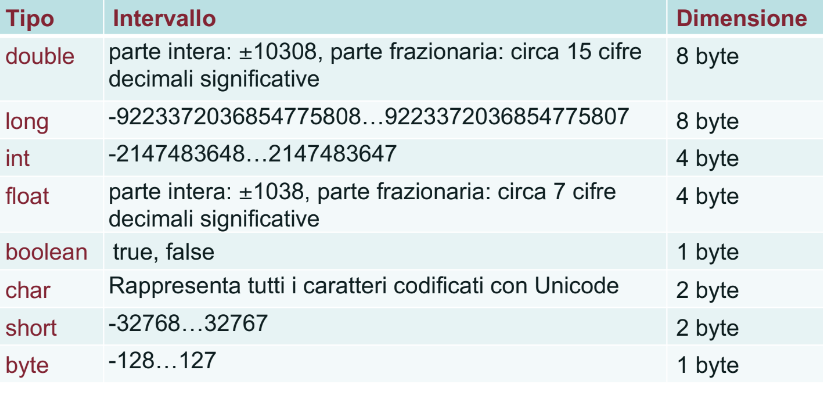 Tipo Intervallo Dimensione
double parte intera: ±10308, parte frazionaria: circa 15 cifre 8 byte
decimali significative
long -9223372036854775808…9223372036854775807 8 byte
int -2147483648…2147483647 4 byte
float parte intera: ±1038, parte frazionaria: circa 7 cifre 4 byte
decimali significative
boolean true, false 1 byte
char Rappresenta tutti i caratteri codificati con Unicode 2 byte
short -32768…32767 2 byte
byte -128…127 1 byte